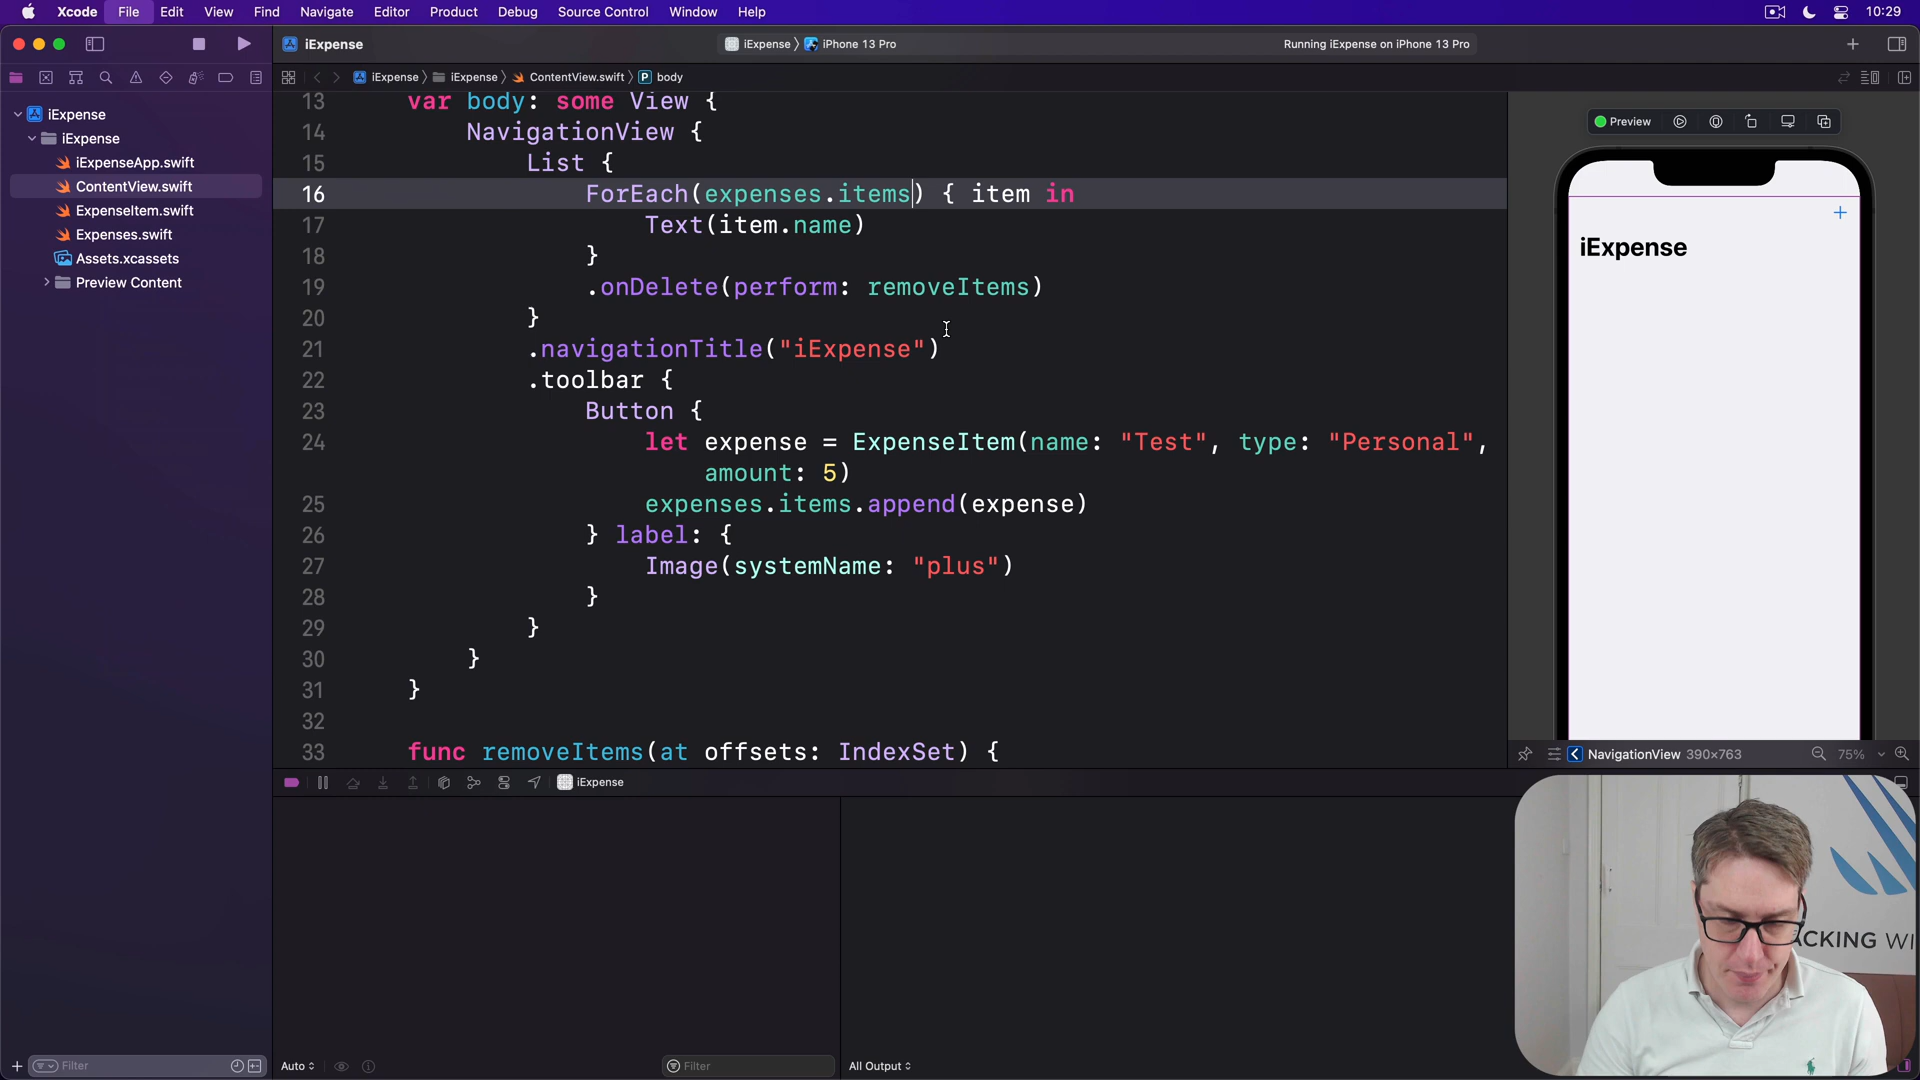 Xcode File Edit View Find Navigate Editor Product Debug Source Control Window Help 10:29
iExpense iExpense iPhone 13 Pro Running iExpense on iPhone 13 Pro
iExpense iExpense ContentView.swift P body
iExpense
iExpense
iExpenseApp.swift
ContentView.swift
ExpenseItem.swift
Expenses.swift
Assets.xcassets
Preview Content
13 var body: some View {
14 NavigationView {
15 List {
16 ForEach(expenses.items) { item in
17 Text(item.name)
18 }
19 .onDelete(perform: removeItems)
20 }
21 .navigationTitle("iExpense")
22 .toolbar {
23 Button {
24 let expense = ExpenseItem(name: "Test", type: "Personal",
amount: 5)
25 expenses.items.append(expense)
26 } label: {
27 Image(systemName: "plus")
28 }
29 }
30 }
31 }
32
33 func removeItems(at offsets: IndexSet) {
Preview
iExpense
NavigationView 390×763 75%
iExpense
ACKING WI
Filter
Auto
Filter
All Output